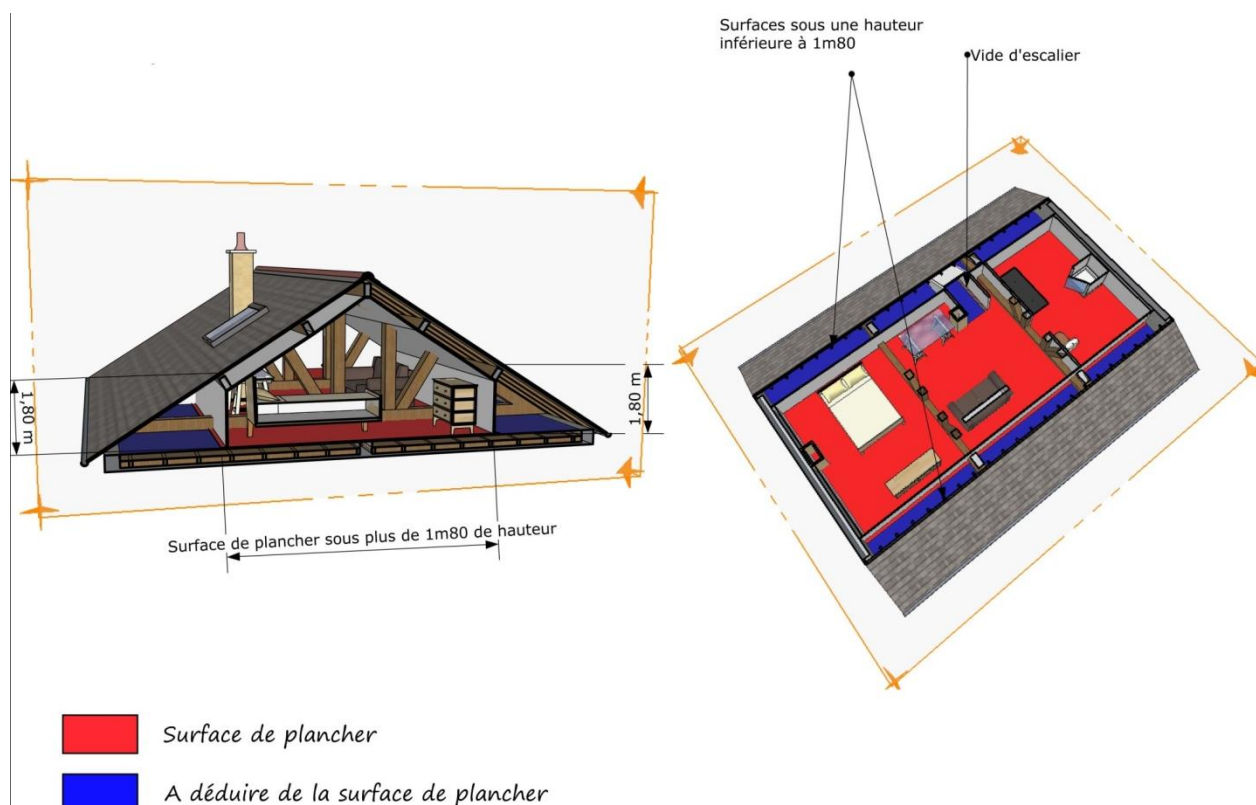 Surfaces sous une hauteur
inférieure à 1m80
Vide d'escalier
1,80 m
1,80 m
Surface de plancher sous plus de 1m80 de hauteur
Surface de plancher
A déduire de la surface de plancher